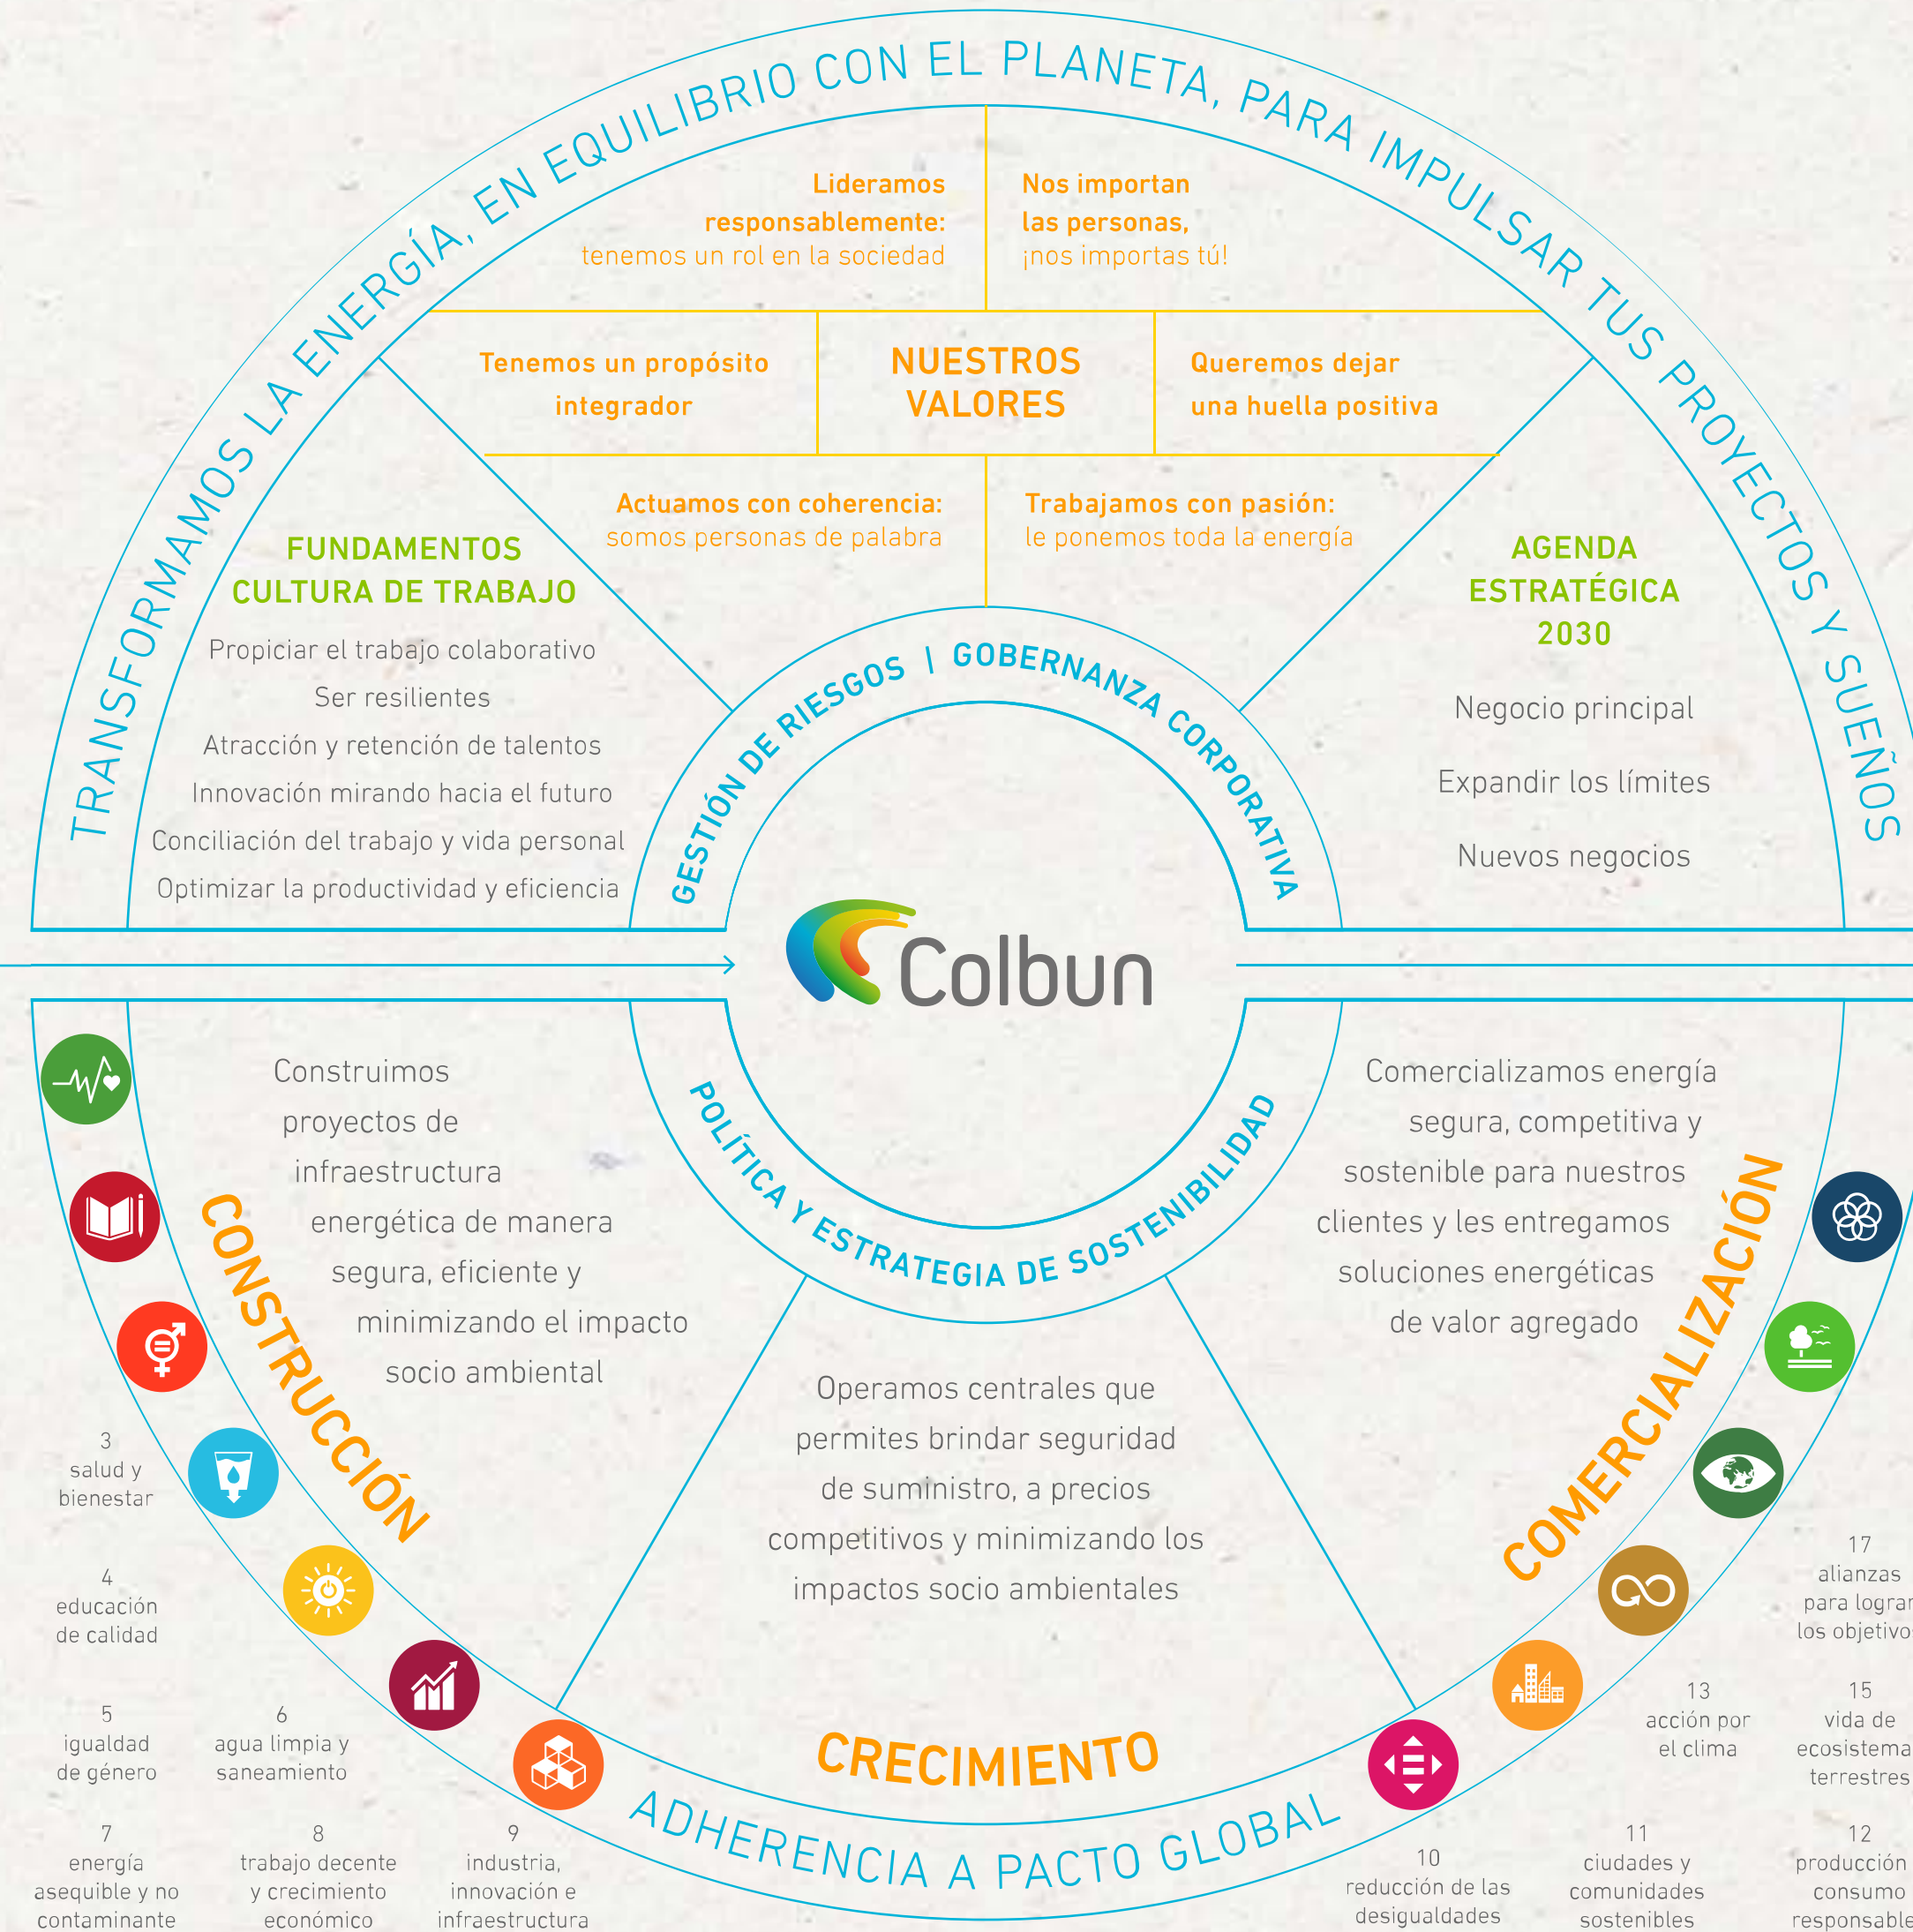 TRANSFORMAMOS LA ENERGÍA, EN EQUILIBRIO CON EL PLANETA, PARA IMPULSAR TUS PROYECTOS Y SUEÑOS
Lideramos
responsablemente:
tenemos un rol en la sociedad
Nos importan
las personas,
¡nos importas tú!
Tenemos un propósito
integrador
NUESTROS
VALORES
Queremos dejar
una huella positiva
Actuamos con coherencia:
somos personas de palabra
Trabajamos con pasión:
le ponemos toda la energía
FUNDAMENTOS
CULTURA DE TRABAJO
Propiciar el trabajo colaborativo
Ser resilientes
Atracción y retención de talentos
Innovación mirando hacia el futuro
Conciliación del trabajo y vida personal
Optimizar la productividad y eficiencia
AGENDA
ESTRATÉGICA
2030
Negocio principal
Expandir los límites
Nuevos negocios
GESTIÓN DE RIESGOS | GOBERNANZA CORPORATIVA
Colbun
POLÍTICA Y ESTRATEGIA DE SOSTENIBILIDAD
Construimos
proyectos de
infraestructura
energética de manera
segura, eficiente y
minimizando el impacto
socio ambiental
CONSTRUCCIÓN
Operamos centrales que
permites brindar seguridad
de suministro, a precios
competitivos y minimizando los
impactos socio ambientales
CRECIMIENTO
Comercializamos energía
segura, competitiva y
sostenible para nuestros
clientes y les entregamos
soluciones energéticas
de valor agregado
COMERCIALIZACIÓN
ADHERENCIA A PACTO GLOBAL
3
salud y
bienestar
4
educación
de calidad
5
igualdad
de género
6
agua limpia y
saneamiento
7
energía
asequible y no
contaminante
8
trabajo decente
y crecimiento
económico
9
industria,
innovación e
infraestructura
10
reducción de las
desigualdades
11
ciudades y
comunidades
sostenibles
12
producción
consumo
responsable
13
acción por
el clima
15
vida de
ecosistema
terrestres
17
alianzas
para lograr
los objetivo